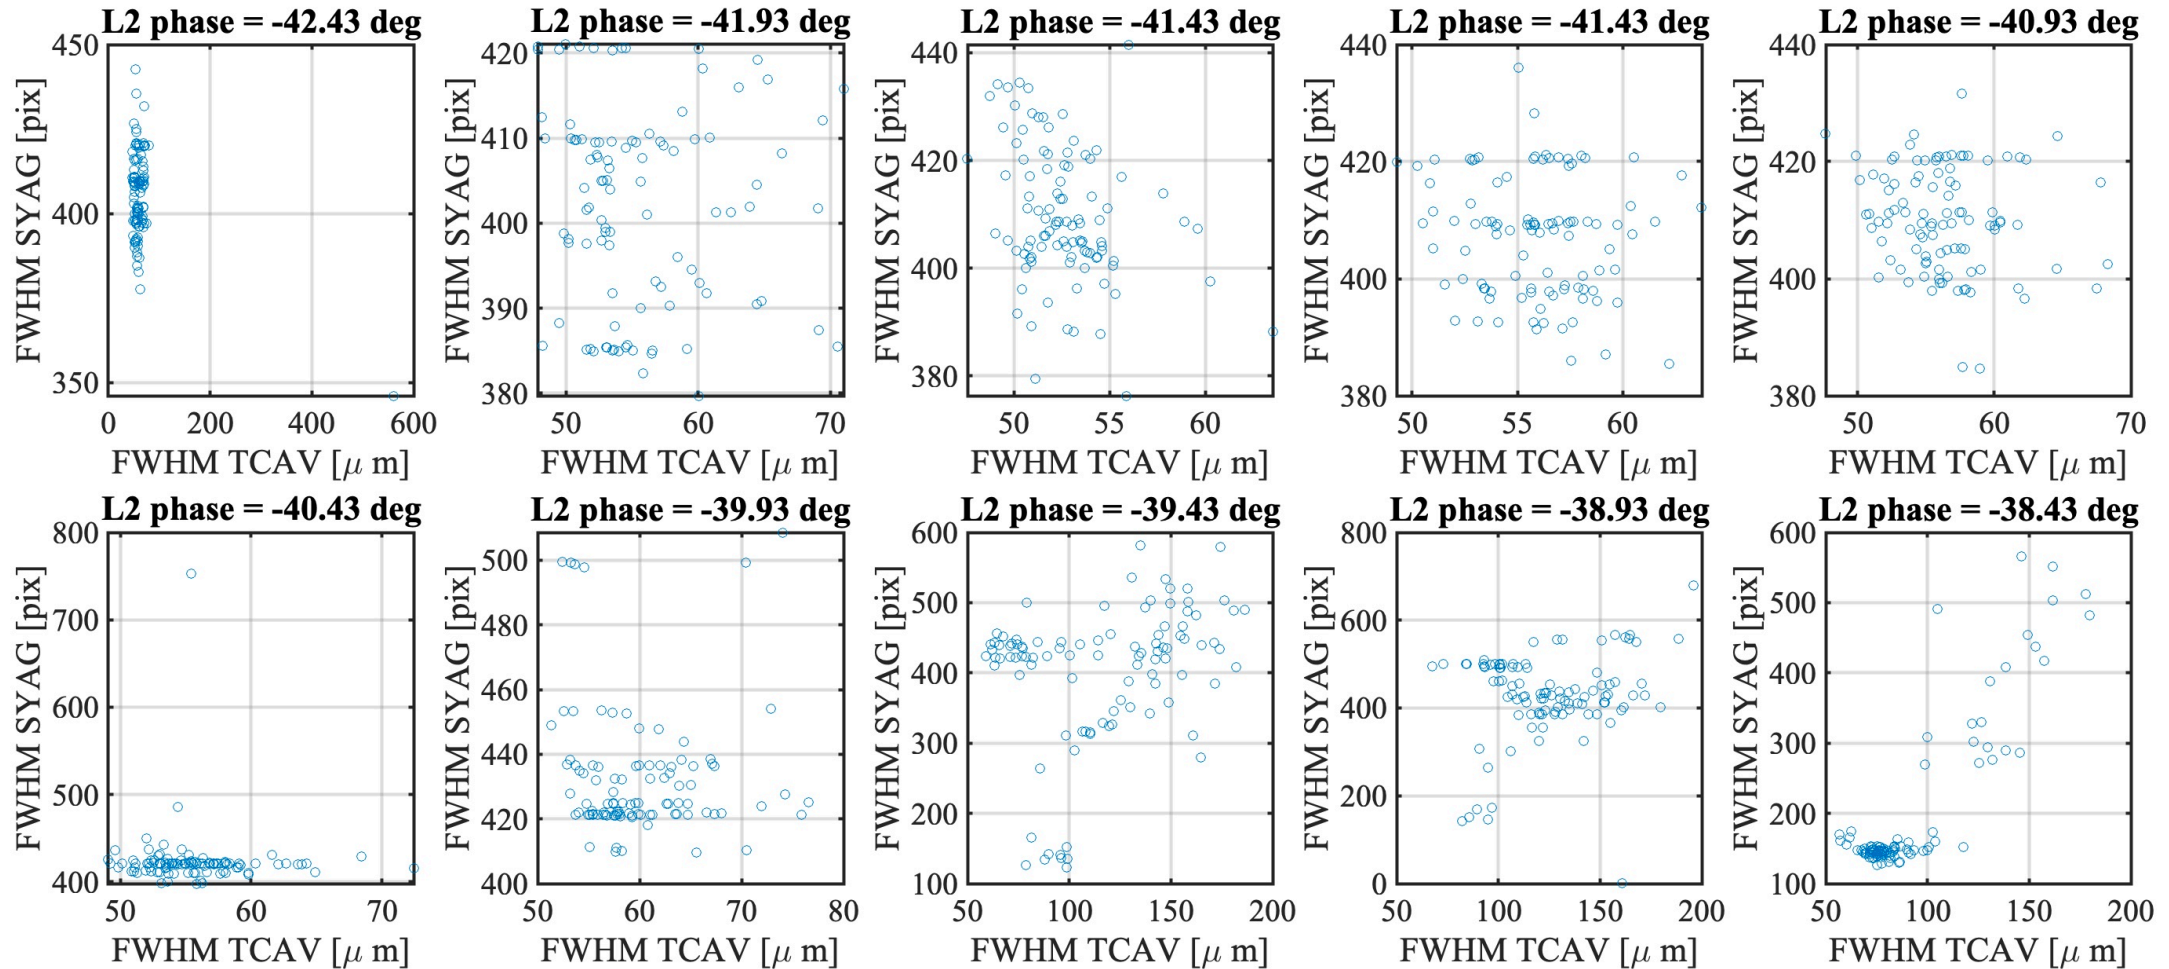 L2 phase = -42.43 deg
FWHM SYAG [pix]
450
400
350
0 200 400 600
FWHM TCAV [μ m]
L2 phase = -41.93 deg
FWHM SYAG [pix]
420
410
400
390
380
50 60 70
FWHM TCAV [μ m]
L2 phase = -41.43 deg
FWHM SYAG [pix]
440
420
400
380
50 55 60
FWHM TCAV [μ m]
L2 phase = -41.43 deg
FWHM SYAG [pix]
440
420
400
380
50 55 60
FWHM TCAV [μ m]
L2 phase = -40.93 deg
FWHM SYAG [pix]
440
420
400
380
50 60 70
FWHM TCAV [μ m]
L2 phase = -40.43 deg
FWHM SYAG [pix]
800
700
600
500
400
50 60 70
FWHM TCAV [μ m]
L2 phase = -39.93 deg
FWHM SYAG [pix]
500
480
460
440
420
400
50 60 70 80
FWHM TCAV [μ m]
L2 phase = -39.43 deg
FWHM SYAG [pix]
600
500
400
300
200
100
50 100 150 200
FWHM TCAV [μ m]
L2 phase = -38.93 deg
FWHM SYAG [pix]
800
600
400
200
0
50 100 150 200
FWHM TCAV [μ m]
L2 phase = -38.43 deg
FWHM SYAG [pix]
600
500
400
300
200
100
50 100 150 200
FWHM TCAV [μ m]